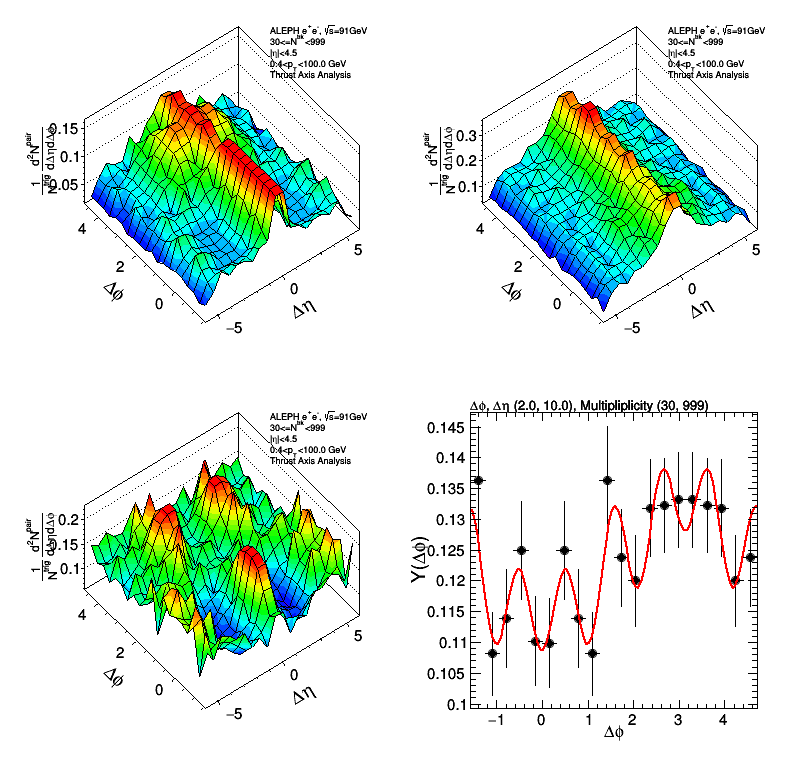 ALEPH e⁺e⁻, √s=91GeV
30<=N^trk<999
|η|<4.5
0.4<p_T<100.0 GeV
Thrust Axis Analysis
0.15
0.1
0.05
1/N^trig d²N^pair/dΔηdΔφ
4
2
0
Δφ
−5
0
5
Δη
ALEPH e⁺e⁻, √s=91GeV
30<=N^trk<999
|η|<4.5
0.4<p_T<100.0 GeV
Thrust Axis Analysis
0.3
0.2
0.1
1/N^trig d²N^pair/dΔηdΔφ
4
2
0
Δφ
−5
0
5
Δη
ALEPH e⁺e⁻, √s=91GeV
30<=N^trk<999
|η|<4.5
0.4<p_T<100.0 GeV
Thrust Axis Analysis
0.2
0.15
0.1
1/N^trig d²N^pair/dΔηdΔφ
4
2
0
Δφ
−5
0
5
Δη
Δφ, Δη (2.0, 10.0), Multipliplicity (30, 999)
0.145
0.14
0.135
0.13
0.125
0.12
0.115
0.11
0.105
0.1
Y(Δφ)
−1 0 1 2 3 4
Δφ